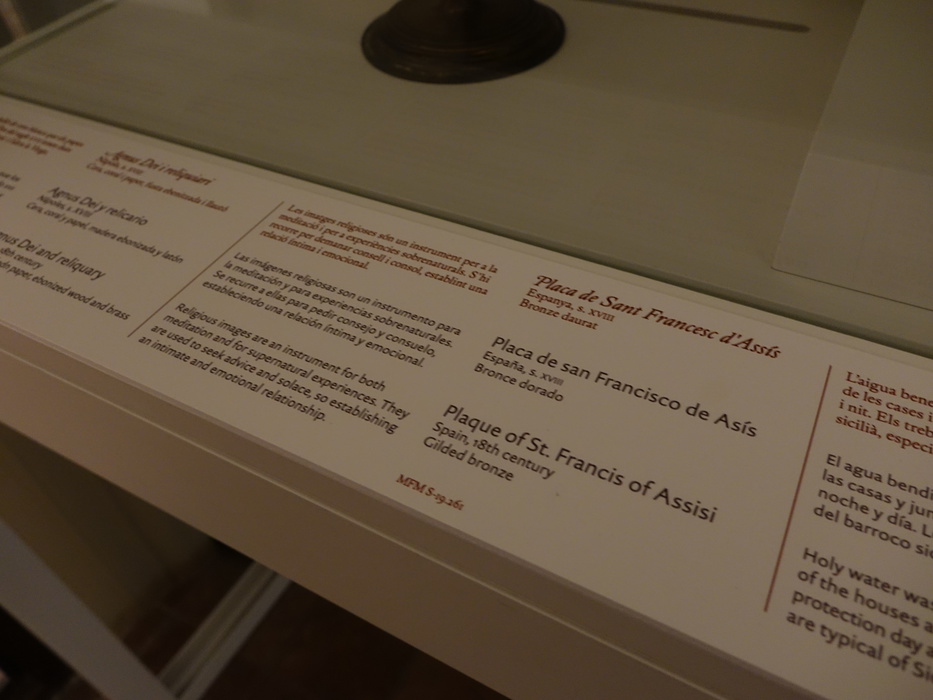 Agnus Dei i reliquiari
Nàpols, s. XVIII
Agnus Dei y relicario
Nápoles, s. XVIII
Cera, coral y papel, madera ebonizada y latón
Agnus Dei and reliquary
18th century
paper, ebonized wood and brass
Les imatges religioses són un instrument per a la
meditació i per a experiències sobrenaturals. S'hi
recorre per demanar consell i consol, establint una
relació íntima i emocional.
Las imágenes religiosas son un instrumento para
la meditación y para experiencias sobrenaturales.
Se recurre a ellas para pedir consejo y consuelo,
estableciendo una relación íntima y emocional.
Religious images are an instrument for both
meditation and for supernatural experiences. They
are used to seek advice and solace, so establishing
an intimate and emotional relationship.
Placa de Sant Francesc d'Assís
Espanya, s. XVIII
Bronze daurat
Placa de san Francisco de Asís
España, s. XVIII
Bronce dorado
Plaque of St. Francis of Assisi
Spain, 18th century
Gilded bronze
MFM S-19.261
L'aigua bene
de les cases i
i nit. Els treb
sicilià, especi
El agua bendi
las casas y jun
noche y día. L
del barroco sic
Holy water was
of the houses a
protection day a
are typical of Si